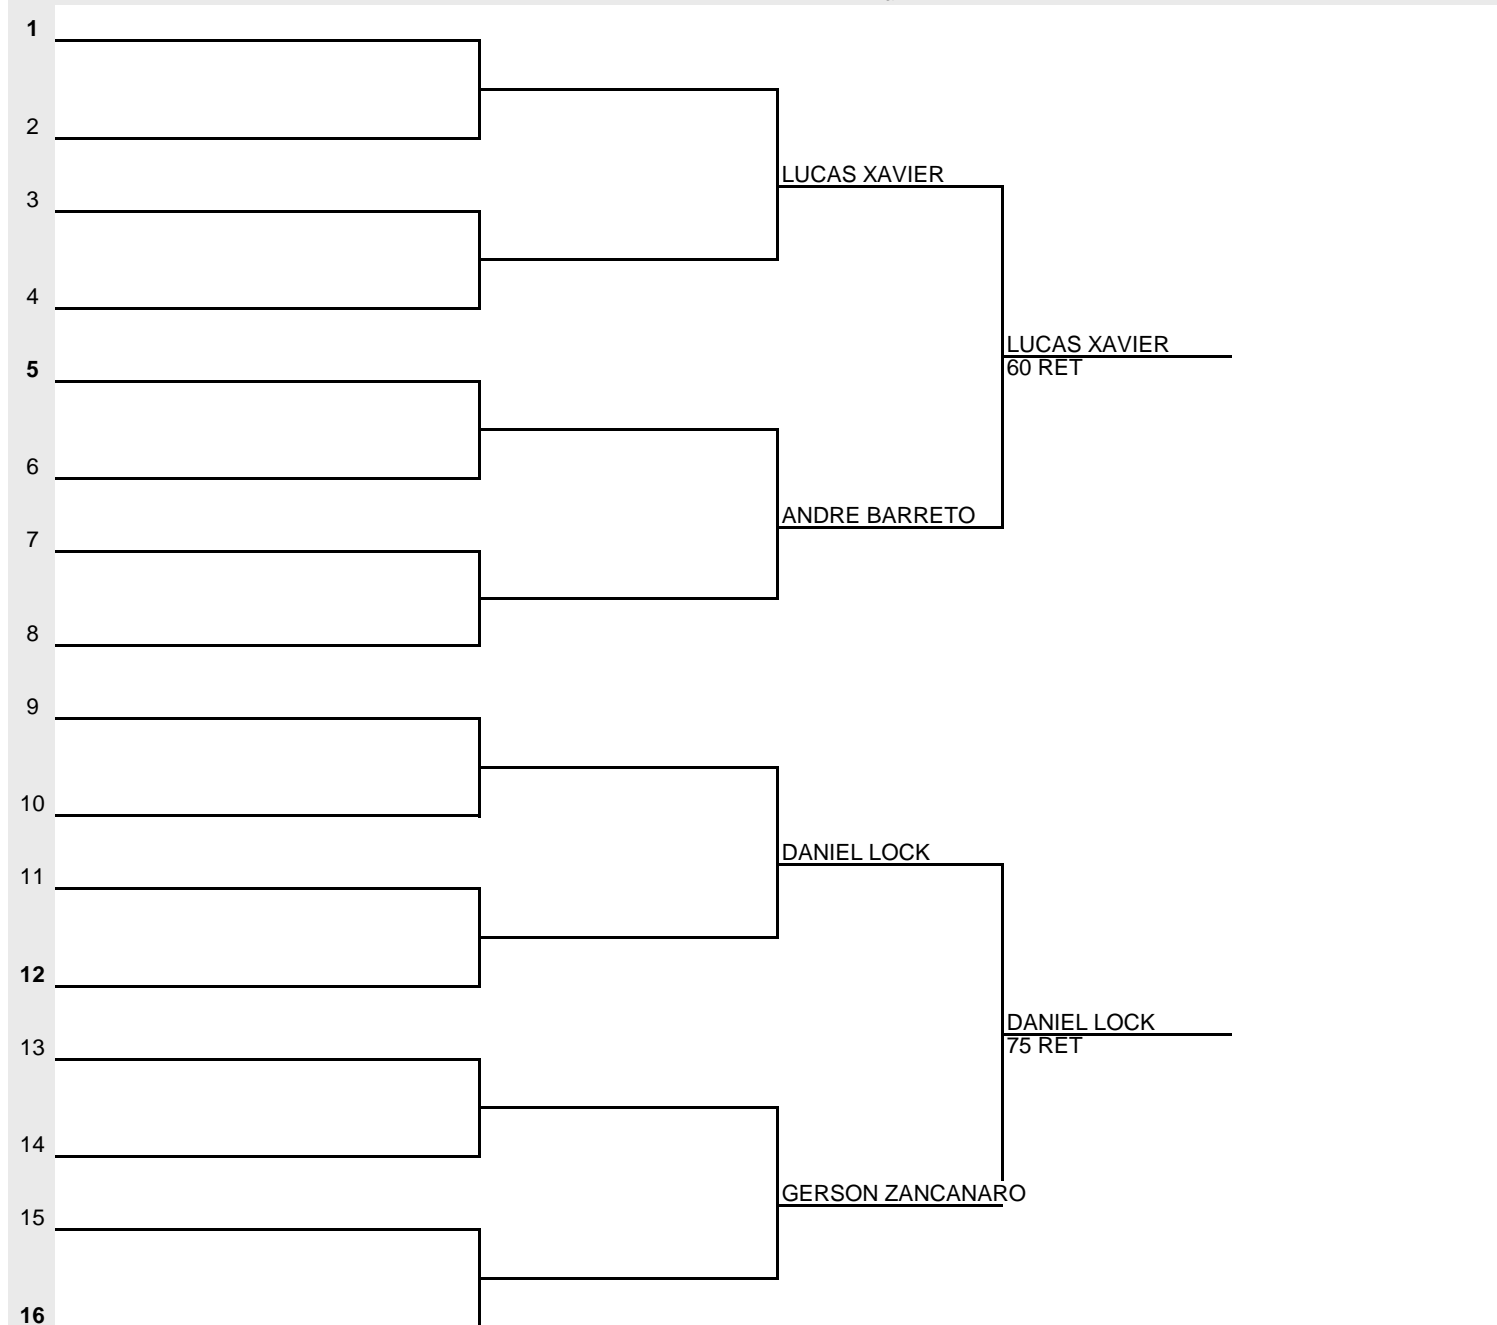 1
2
LUCAS XAVIER
3
4
LUCAS XAVIER
5
60 RET
6
ANDRE BARRETO
7
8
9
10
DANIEL LOCK
11
12
DANIEL LOCK
13
75 RET
14
GERSON ZANCANARO
15
16